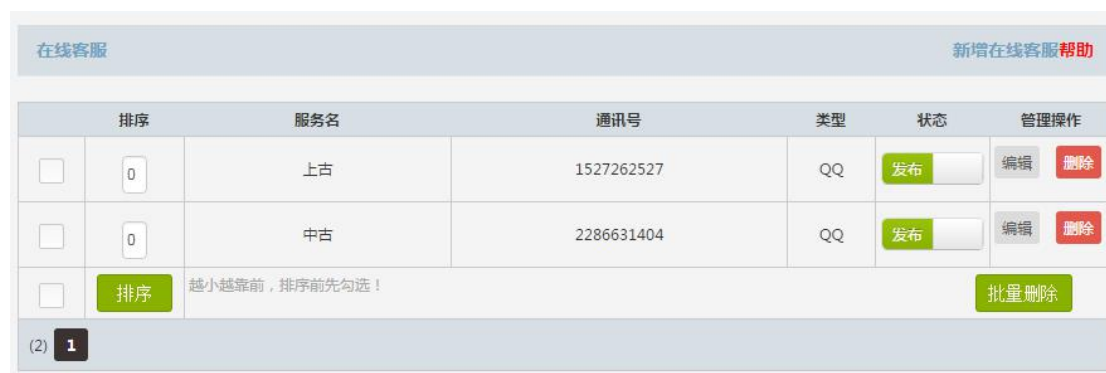 在线客服 新增在线客服帮助
排序 服务名 通讯号 类型 状态 管理操作
0 上古 1527262527 QQ 发布 编辑 删除
0 中古 2286631404 QQ 发布 编辑 删除
排序 越小越靠前，排序前先勾选！ 批量删除
(2) 1